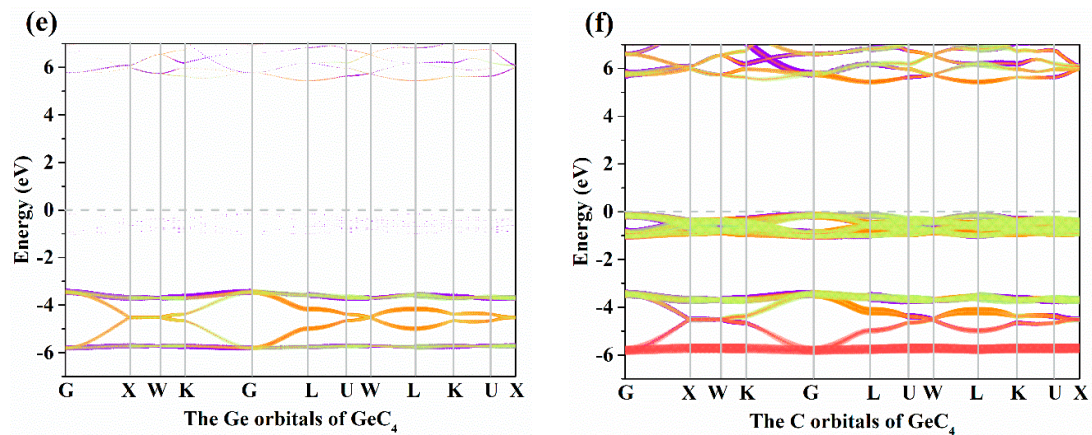 (e)
6
4
2
0
-2
-4
-6
Energy (eV)
G X W K G L U W L K U X
The Ge orbitals of GeC4
(f)
6
4
2
0
-2
-4
-6
Energy (eV)
G X W K G L U W L K U X
The C orbitals of GeC4